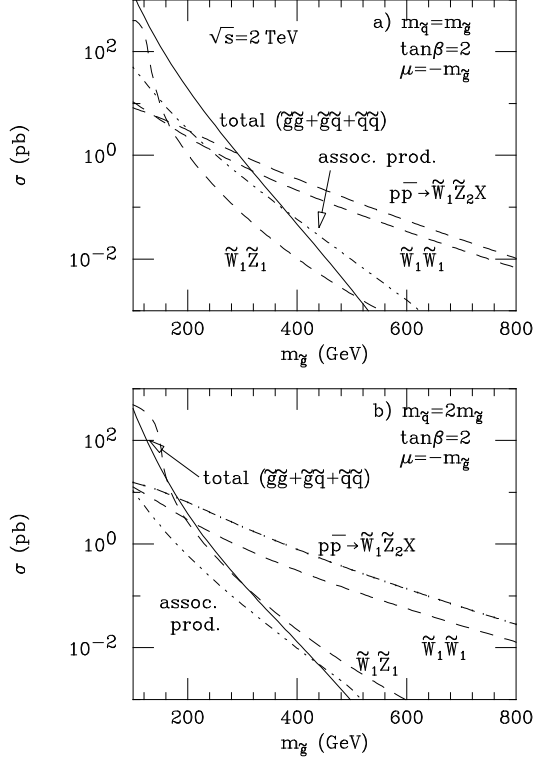 √s=2 TeV
a) m_q̃=m_g̃
tanβ=2
μ=−m_g̃
total (g̃g̃+g̃q̃+q̃q̃)
assoc. prod.
pp̄→W̃₁Z̃₂X
W̃₁Z̃₁
W̃₁W̃₁
σ (pb)
10²
10⁰
10⁻²
200 400 600 800
m_g̃ (GeV)
b) m_q̃=2m_g̃
tanβ=2
μ=−m_g̃
total (g̃g̃+g̃q̃+q̃q̃)
pp̄→W̃₁Z̃₂X
assoc.
prod.
W̃₁Z̃₁
W̃₁W̃₁
σ (pb)
10²
10⁰
10⁻²
200 400 600 800
m_g̃ (GeV)